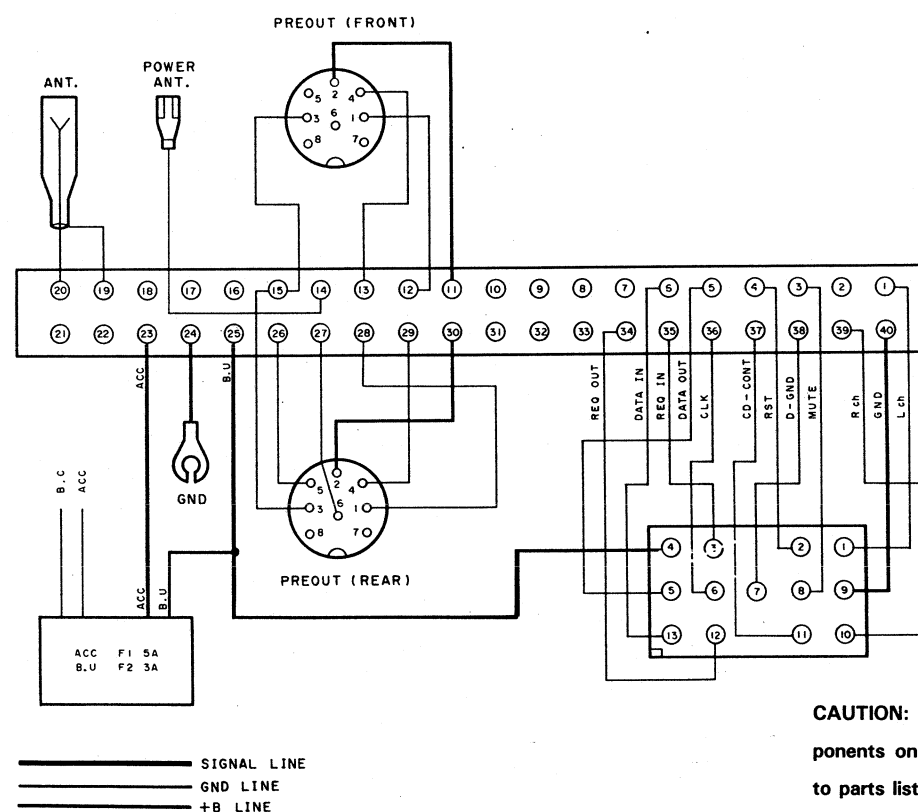 PREOUT (FRONT)
ANT.
POWER
ANT.
5 2 4
3 6 1
8 7
20 19 18 17 16 15 14 13 12 11 10 9 8 7 6 5 4 3 2 1
21 22 23 24 25 26 27 28 29 30 31 32 33 34 35 36 37 38 39 40
ACC
B.U
REQ OUT
DATA IN
REQ IN
DATA OUT
CLK
CD-CONT
RST
D-GND
MUTE
Rch
GND
Lch
B.C
ACC
GND
5 2 4
3 6 1
8 7
PREOUT (REAR)
4 3 2 1
5 6 7 8 9
13 12 11 10
ACC
B.U
ACC F1 5A
B.U F2 3A
CAUTION:
ponents on
to parts list
SIGNAL LINE
GND LINE
+B LINE